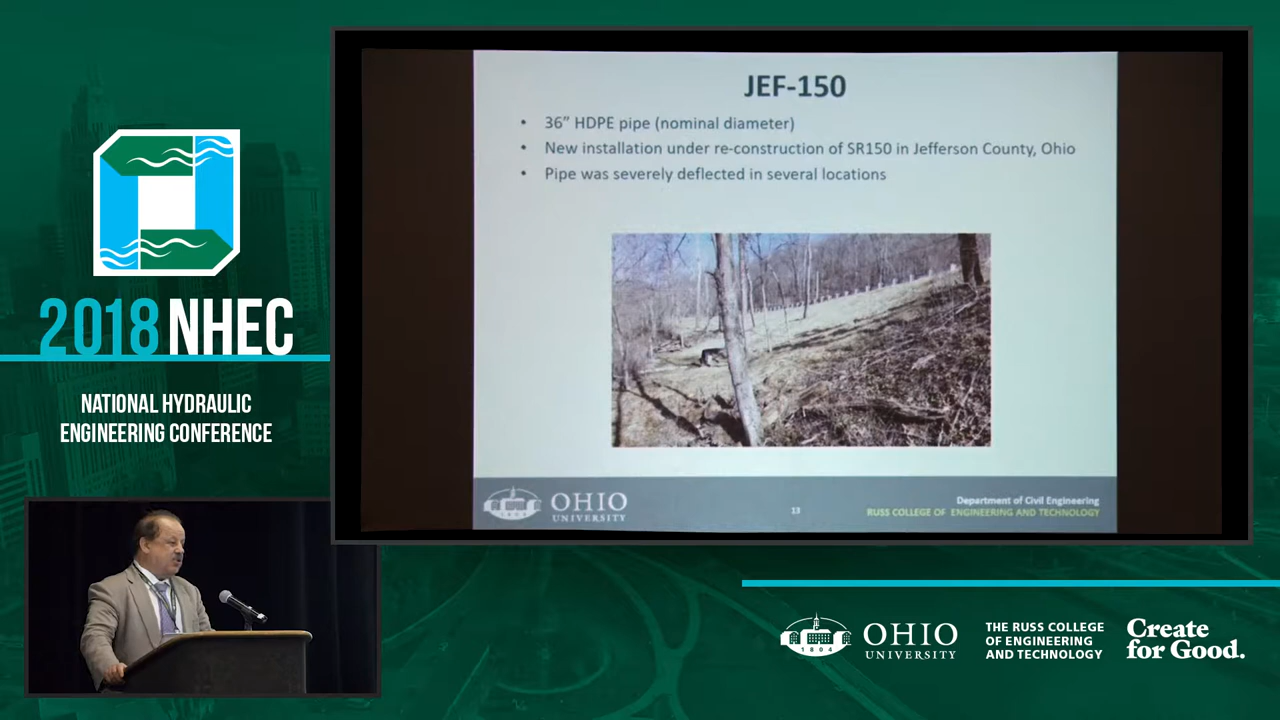 2018 NHEC
NATIONAL HYDRAULIC
ENGINEERING CONFERENCE
JEF-150
• 36” HDPE pipe (nominal diameter)
• New installation under re-construction of SR150 in Jefferson County, Ohio
• Pipe was severely deflected in several locations
1804
OHIO
UNIVERSITY
13
Department of Civil Engineering
RUSS COLLEGE OF ENGINEERING AND TECHNOLOGY
1804
OHIO
UNIVERSITY
THE RUSS COLLEGE
OF ENGINEERING
AND TECHNOLOGY
Create
for Good.